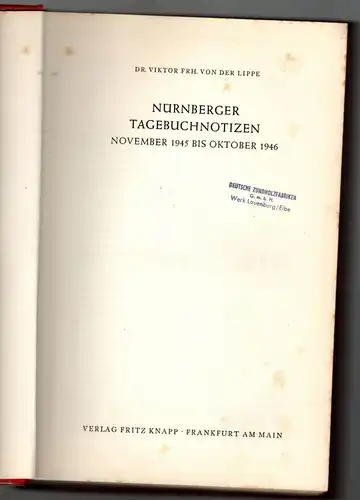 DR. VIKTOR FRH. VON DER LIPPE
NÜRNBERGER
TAGEBUCHNOTIZEN
NOVEMBER 1945 BIS OKTOBER 1946
DEUTSCHE ZÜNDHOLZFABRIKEN
G. m. b. H.
Werk Lauenburg/Elbe
VERLAG FRITZ KNAPP · FRANKFURT AM MAIN